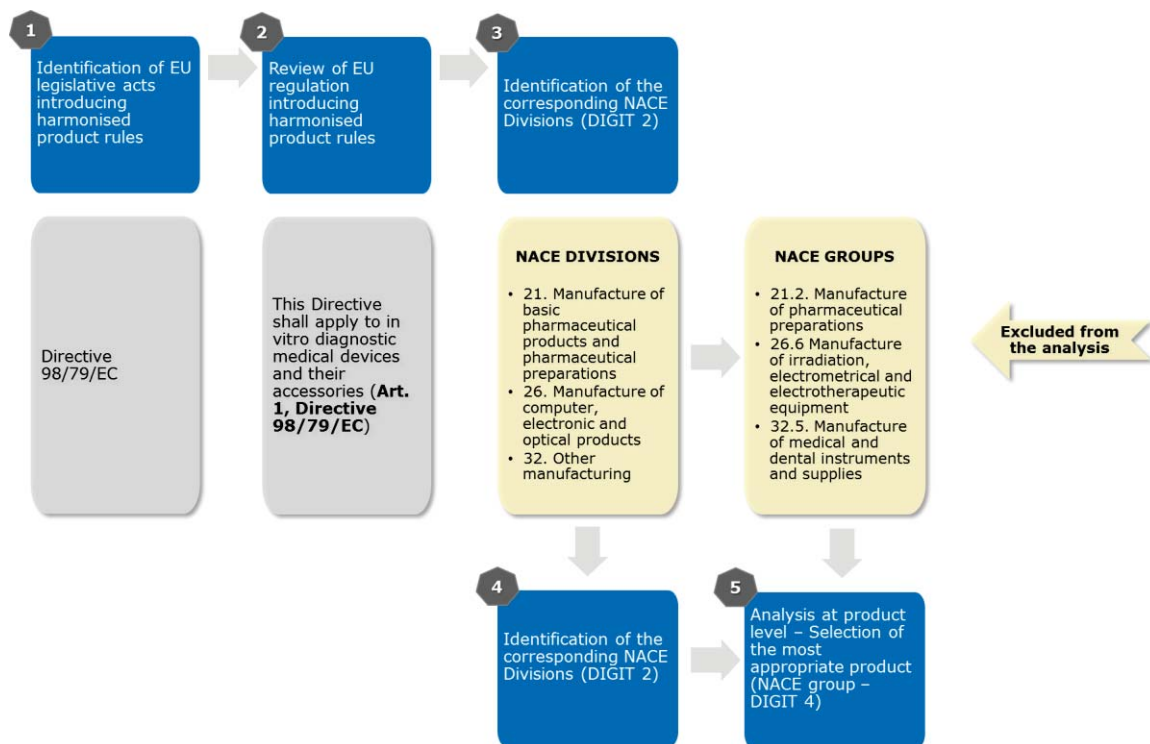 1
Identification of EU
legislative acts
introducing
harmonised
product rules
2
Review of EU
regulation
introducing
harmonised
product rules
3
Identification of the
corresponding NACE
Divisions (DIGIT 2)
Directive
98/79/EC
This Directive
shall apply to in
vitro diagnostic
medical devices
and their
accessories (Art.
1, Directive
98/79/EC)
NACE DIVISIONS
• 21. Manufacture of
basic
pharmaceutical
products and
pharmaceutical
preparations
• 26. Manufacture of
computer,
electronic and
optical products
• 32. Other
manufacturing
NACE GROUPS
• 21.2. Manufacture
of pharmaceutical
preparations
• 26.6 Manufacture
of irradiation,
electrometrical and
electrotherapeutic
equipment
• 32.5. Manufacture
of medical and
dental instruments
and supplies
Excluded from
the analysis
4
Identification of the
corresponding NACE
Divisions (DIGIT 2)
5
Analysis at product
level – Selection of
the most
appropriate product
(NACE group –
DIGIT 4)